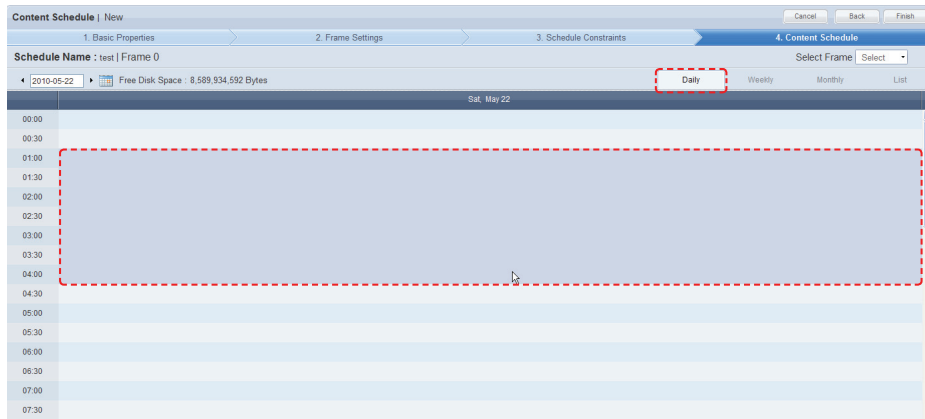 Content Schedule | New
Cancel Back Finish
1. Basic Properties 2. Frame Settings 3. Schedule Constraints 4. Content Schedule
Schedule Name : test | Frame 0
Select Frame Select
2010-05-22 Free Disk Space : 8,589,934,592 Bytes
Daily Weekly Monthly List
Sat, May 22
00:00
00:30
01:00
01:30
02:00
02:30
03:00
03:30
04:00
04:30
05:00
05:30
06:00
06:30
07:00
07:30